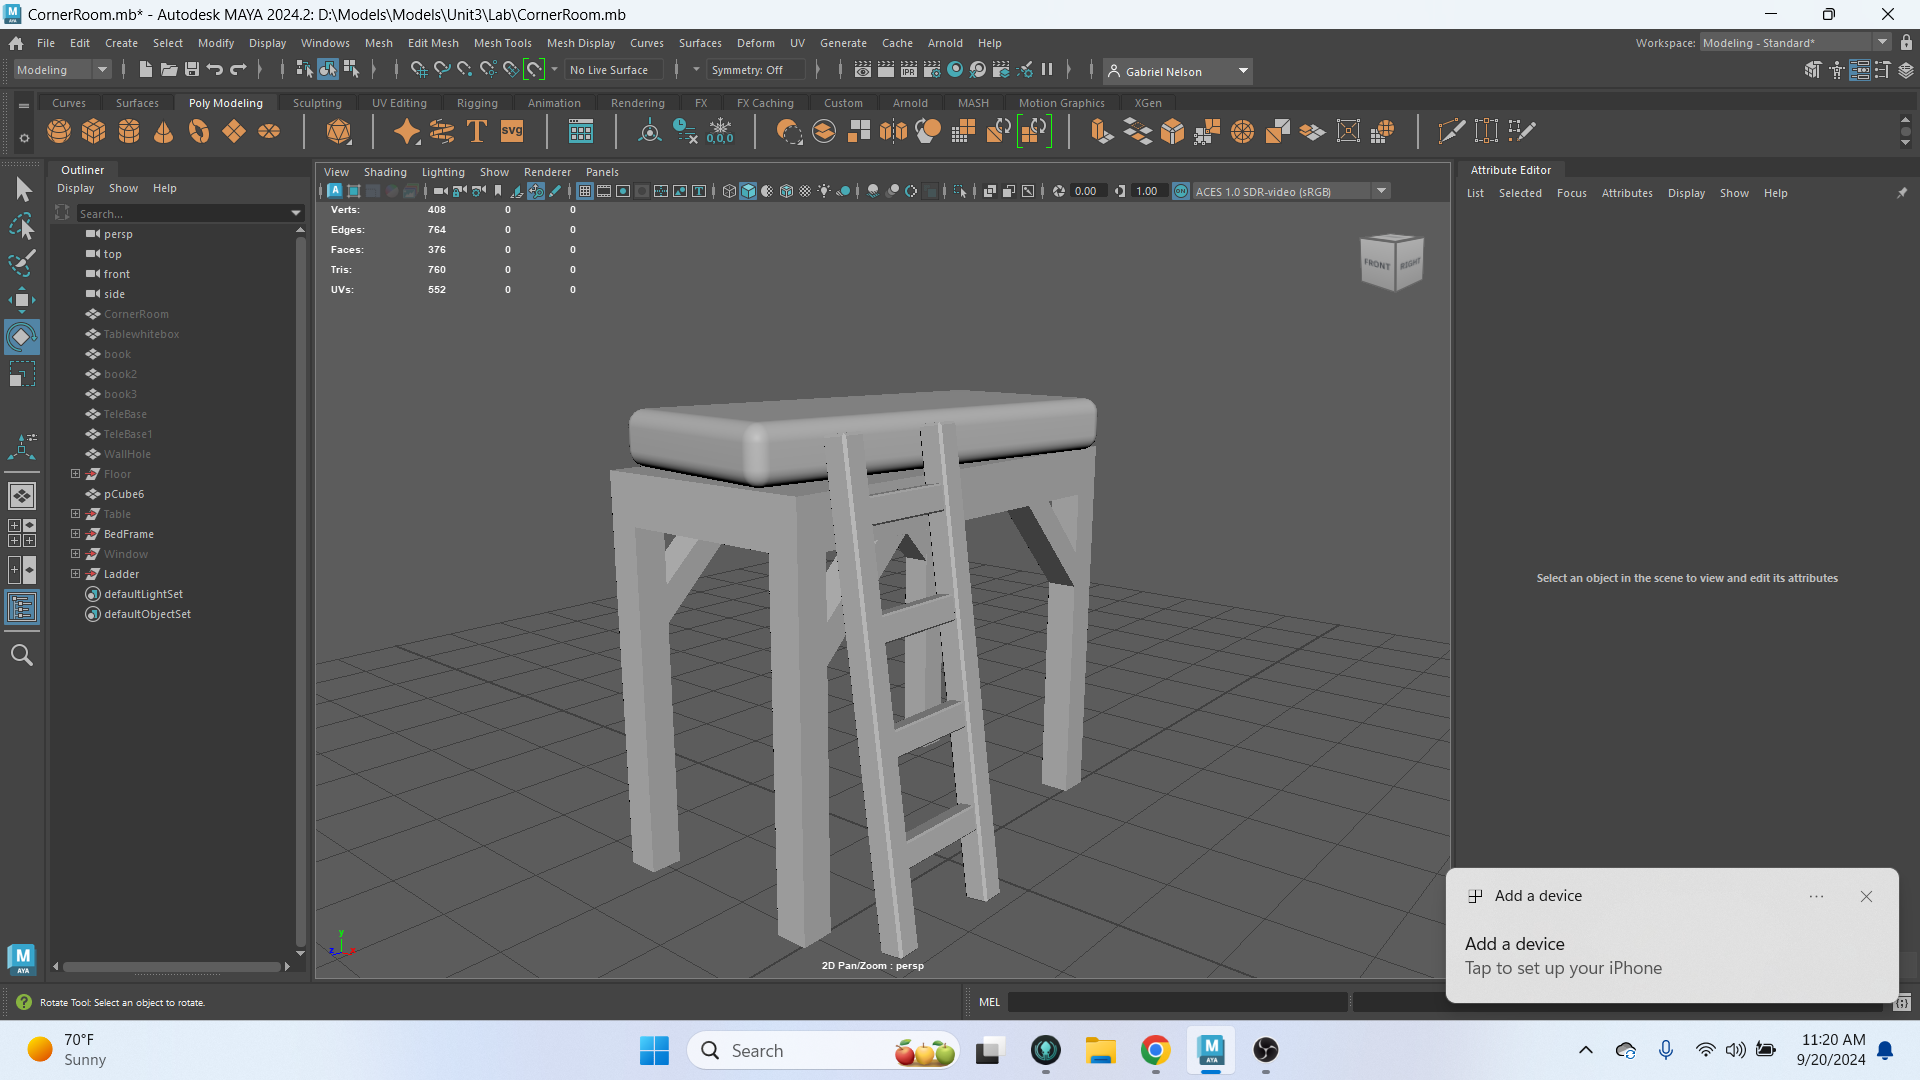 CornerRoom.mb* - Autodesk MAYA 2024.2: D:\Models\Models\Unit3\Lab\CornerRoom.mb
File Edit Create Select Modify Display Windows Mesh Edit Mesh Mesh Tools Mesh Display Curves Surfaces Deform UV Generate Cache Arnold Help
Workspace: Modeling - Standard*
Modeling
No Live Surface
Symmetry: Off
Gabriel Nelson
Curves Surfaces Poly Modeling Sculpting UV Editing Rigging Animation Rendering FX FX Caching Custom Arnold MASH Motion Graphics XGen
SVG
0,0,0
Outliner
Display Show Help
Search...
persp
top
front
side
CornerRoom
Tablewhitebox
book
book2
book3
TeleBase
TeleBase1
WallHole
Floor
pCube6
Table
BedFrame
Window
Ladder
defaultLightSet
defaultObjectSet
View Shading Lighting Show Renderer Panels
0.00
1.00
ACES 1.0 SDR-video (sRGB)
Verts: 408 0 0
Edges: 764 0 0
Faces: 376 0 0
Tris: 760 0 0
UVs: 552 0 0
FRONT RIGHT
y
z x
2D Pan/Zoom : persp
Attribute Editor
List Selected Focus Attributes Display Show Help
Select an object in the scene to view and edit its attributes
Add a device
Add a device
Tap to set up your iPhone
Rotate Tool: Select an object to rotate.
MEL
70°F
Sunny
Search
11:20 AM
9/20/2024